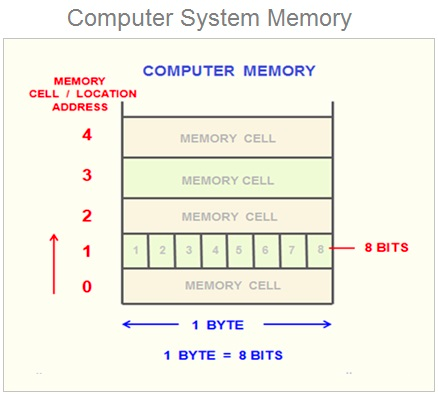 Computer System Memory
COMPUTER MEMORY
MEMORY
CELL / LOCATION
ADDRESS
4 MEMORY CELL
3 MEMORY CELL
2 MEMORY CELL
1 1 2 3 4 5 6 7 8 8 BITS
0 MEMORY CELL
1 BYTE
1 BYTE = 8 BITS